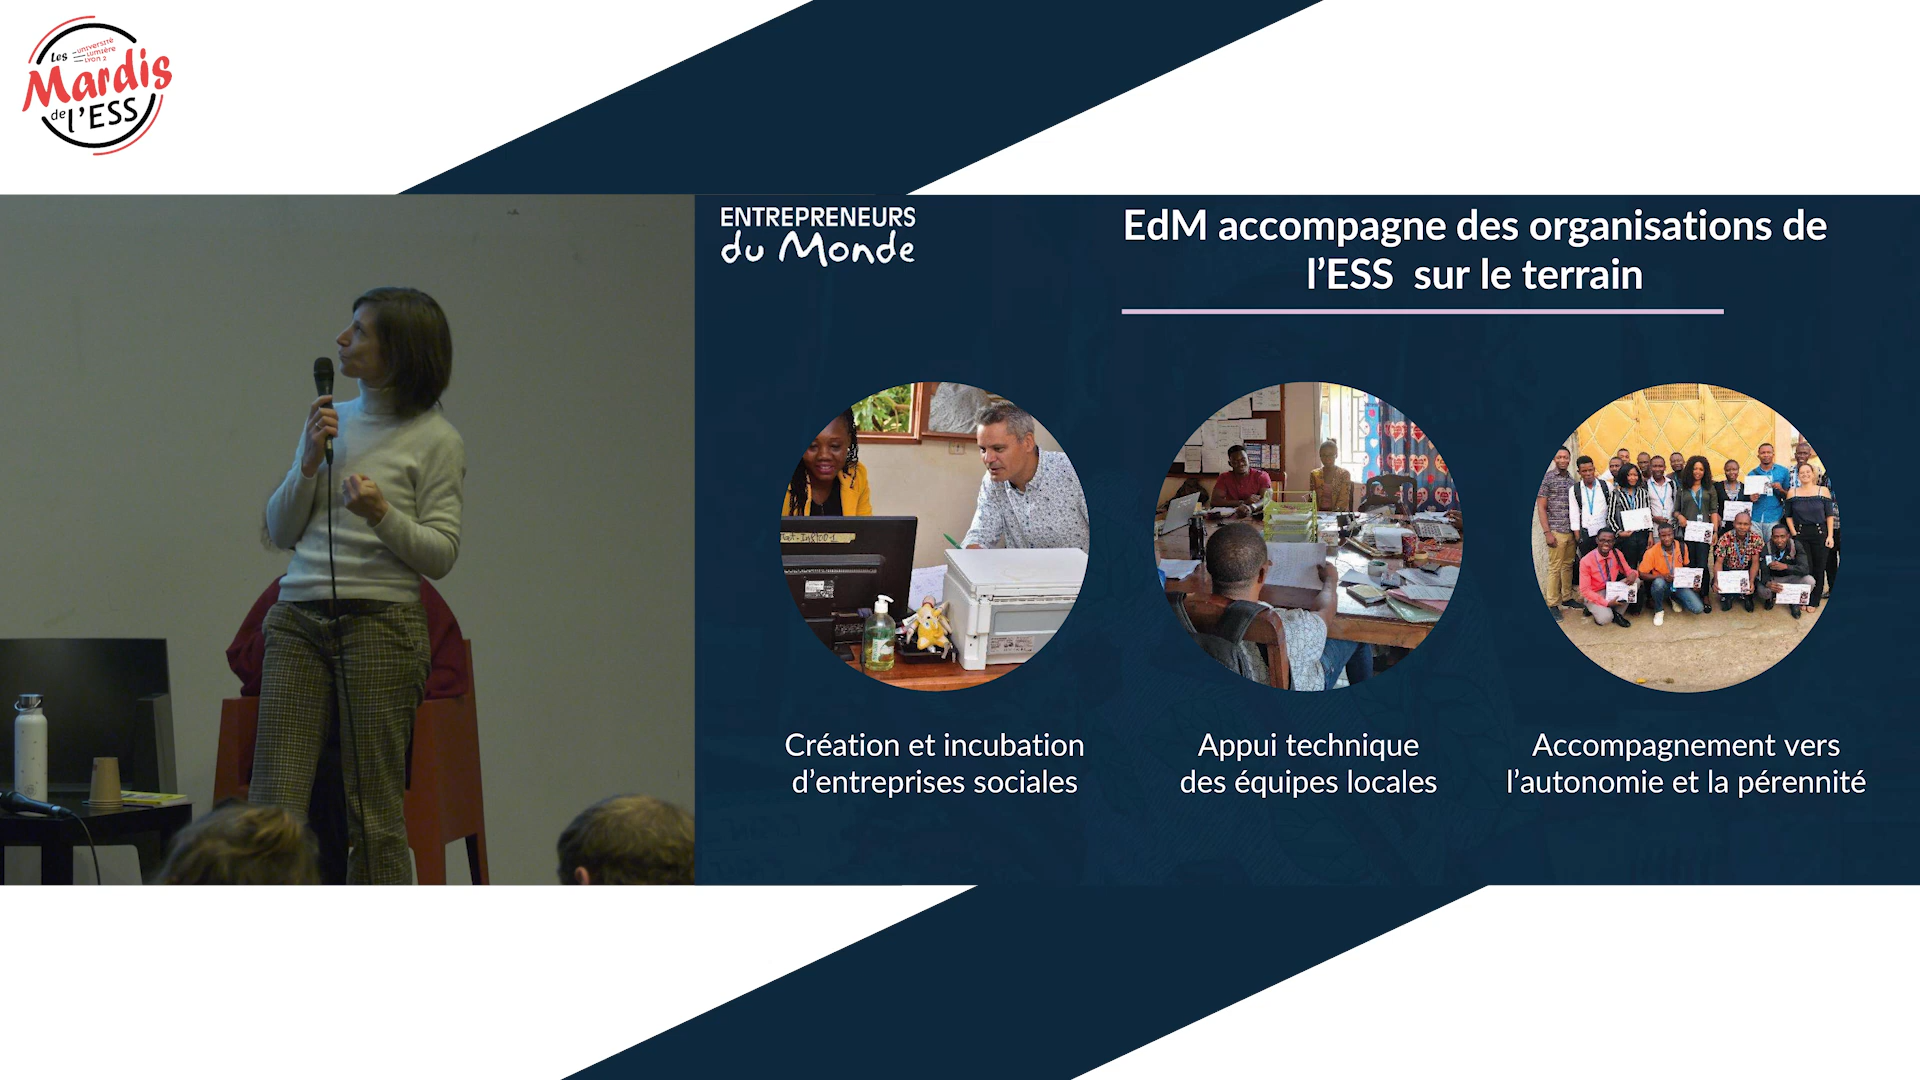 Les
UNIVERSITÉ
LUMIÈRE
LYON 2
Mardis
de l'ESS
ENTREPRENEURS
du Monde
EdM accompagne des organisations de
l’ESS  sur le terrain
Création et incubation
d’entreprises sociales
Appui technique
des équipes locales
Accompagnement vers
l’autonomie et la pérennité